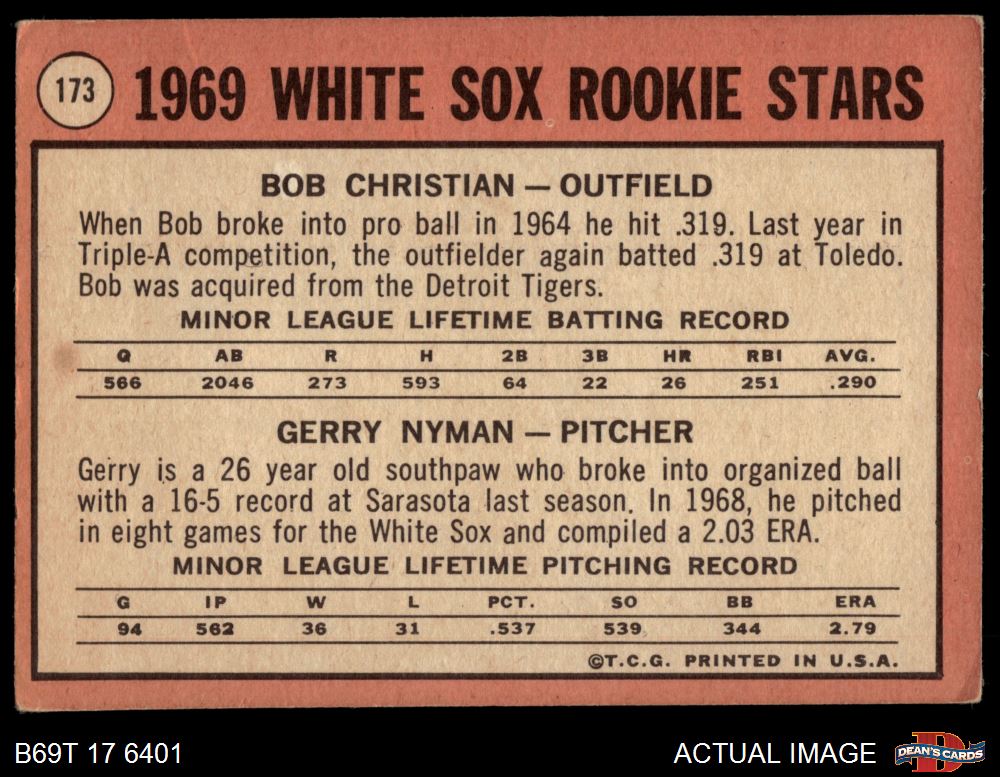 173 1969 WHITE SOX ROOKIE STARS
BOB CHRISTIAN — OUTFIELD
When Bob broke into pro ball in 1964 he hit .319. Last year in
Triple-A competition, the outfielder again batted .319 at Toledo.
Bob was acquired from the Detroit Tigers.
MINOR LEAGUE LIFETIME BATTING RECORD
G AB R H 2B 3B HR RBI AVG.
566 2046 273 593 64 22 26 251 .290
GERRY NYMAN — PITCHER
Gerry is a 26 year old southpaw who broke into organized ball
with a 16-5 record at Sarasota last season. In 1968, he pitched
in eight games for the White Sox and compiled a 2.03 ERA.
MINOR LEAGUE LIFETIME PITCHING RECORD
G IP W L PCT. SO BB ERA
94 562 36 31 .537 539 344 2.79
©T.C.G. PRINTED IN U.S.A.
B69T 17 6401
ACTUAL IMAGE
D
DEAN'S CARDS